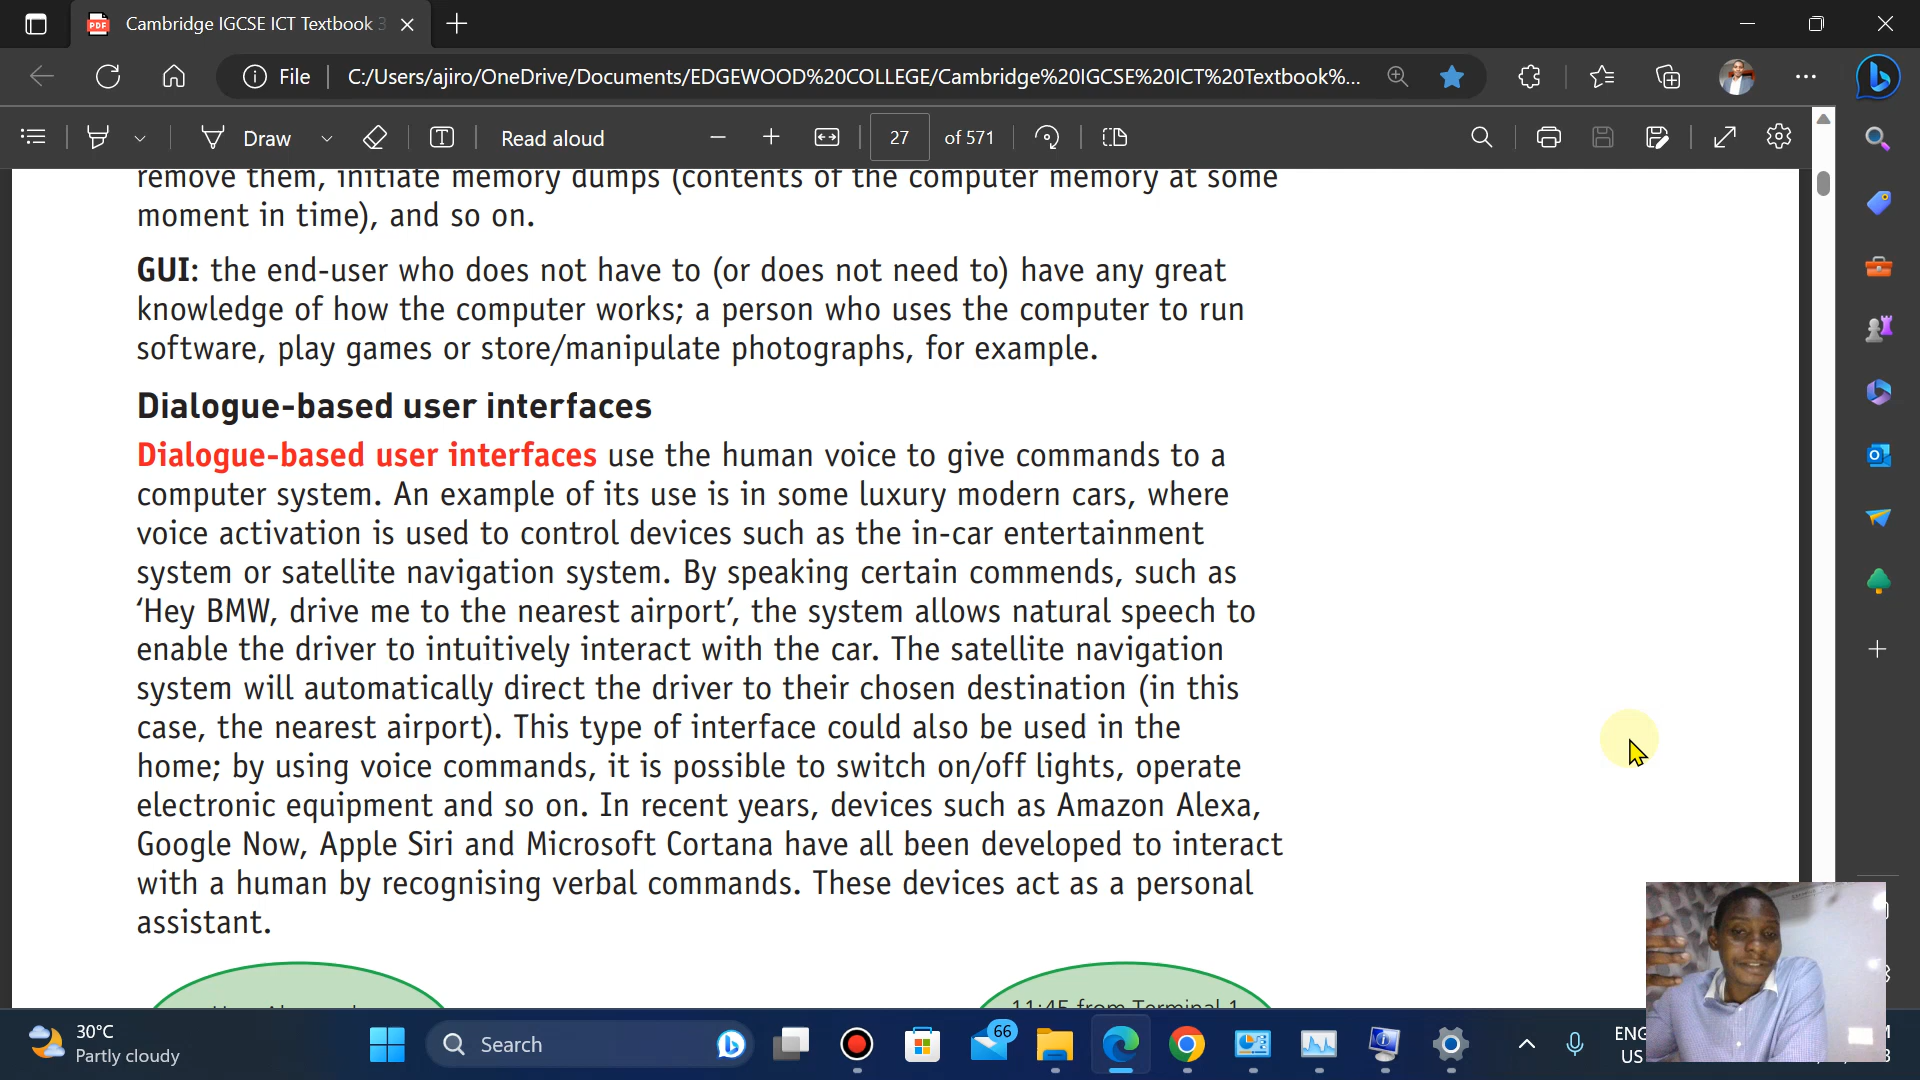 Cambridge IGCSE ICT Textbook 3
File C:/Users/ajiro/OneDrive/Documents/EDGEWOOD%20COLLEGE/Cambridge%20IGCSE%20ICT%20Textbook%...
Draw Read aloud 27 of 571
remove them, initiate memory dumps (contents of the computer memory at some
moment in time), and so on.
GUI: the end-user who does not have to (or does not need to) have any great
knowledge of how the computer works; a person who uses the computer to run
software, play games or store/manipulate photographs, for example.
Dialogue-based user interfaces
Dialogue-based user interfaces use the human voice to give commands to a
computer system. An example of its use is in some luxury modern cars, where
voice activation is used to control devices such as the in-car entertainment
system or satellite navigation system. By speaking certain commends, such as
‘Hey BMW, drive me to the nearest airport’, the system allows natural speech to
enable the driver to intuitively interact with the car. The satellite navigation
system will automatically direct the driver to their chosen destination (in this
case, the nearest airport). This type of interface could also be used in the
home; by using voice commands, it is possible to switch on/off lights, operate
electronic equipment and so on. In recent years, devices such as Amazon Alexa,
Google Now, Apple Siri and Microsoft Cortana have all been developed to interact
with a human by recognising verbal commands. These devices act as a personal
assistant.
11:45 from Terminal 1
30°C
Partly cloudy
Search
66
ENG
US